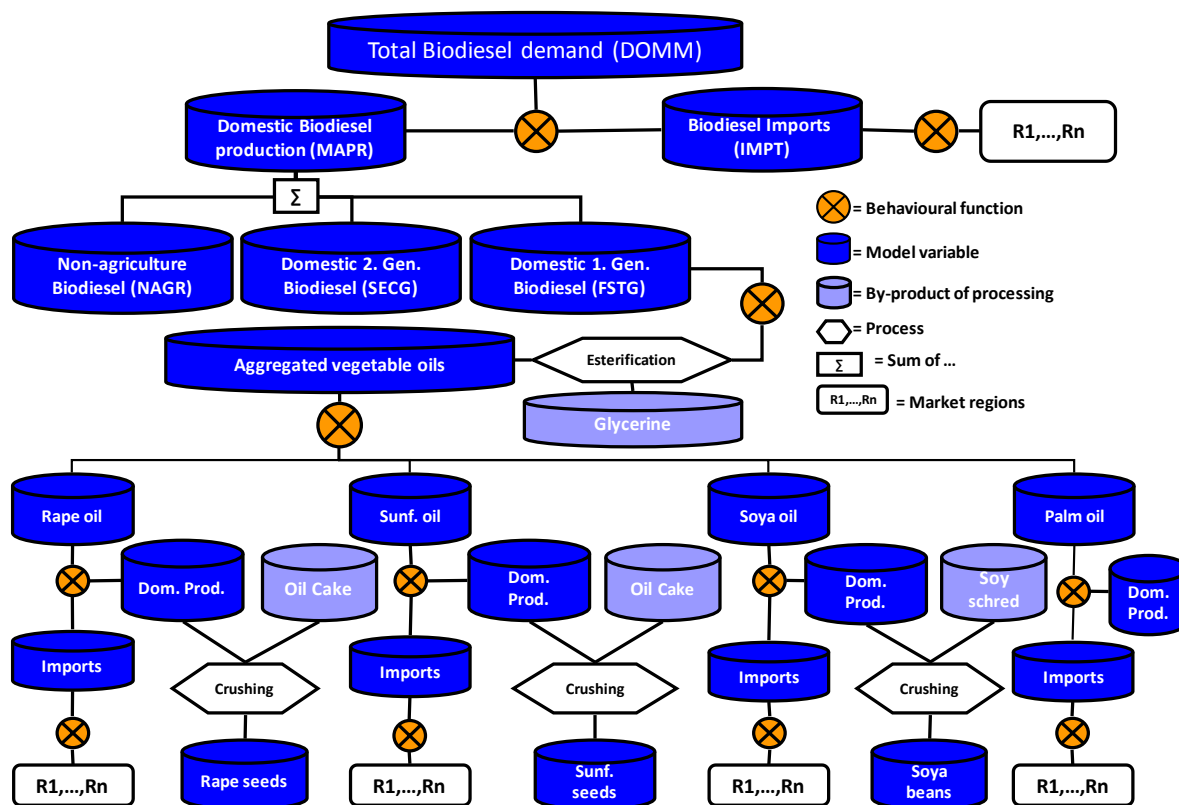 Total Biodiesel demand (DOMM)
Domestic Biodiesel
production (MAPR)
Biodiesel Imports
(IMPT)
R1,...,Rn
Σ
= Behavioural function
= Model variable
= By-product of processing
= Process
Σ
= Sum of ...
R1,...,Rn
= Market regions
Non-agriculture
Biodiesel (NAGR)
Domestic 2. Gen.
Biodiesel (SECG)
Domestic 1. Gen.
Biodiesel (FSTG)
Aggregated vegetable oils
Esterification
Glycerine
Rape oil
Sunf. oil
Soya oil
Palm oil
Dom. Prod.
Oil Cake
Dom.
Prod.
Oil Cake
Dom.
Prod.
Soy
schred
Dom.
Prod.
Imports
Crushing
Imports
Crushing
Imports
Crushing
Imports
R1,...,Rn
Rape seeds
R1,...,Rn
Sunf.
seeds
R1,...,Rn
Soya
beans
R1,...,Rn